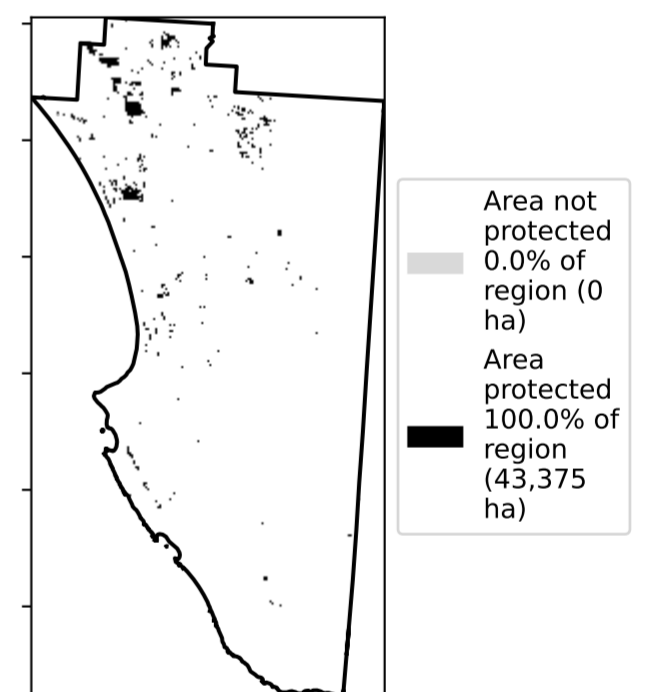 Area not
protected
0.0% of
region (0
ha)
Area
protected
100.0% of
region
(43,375
ha)